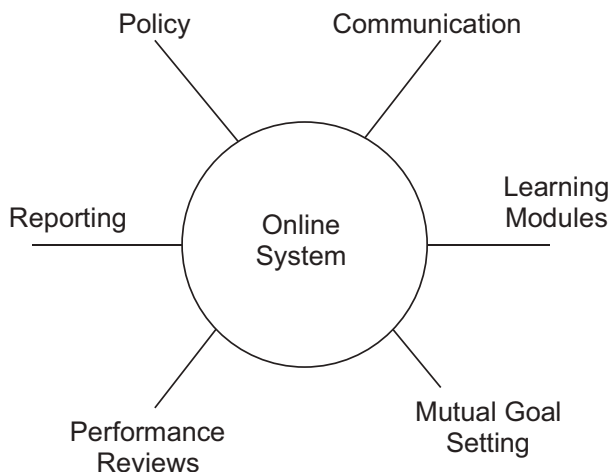 Policy
Communication
Learning
Modules
Reporting
Online
System
Mutual Goal
Setting
Performance
Reviews